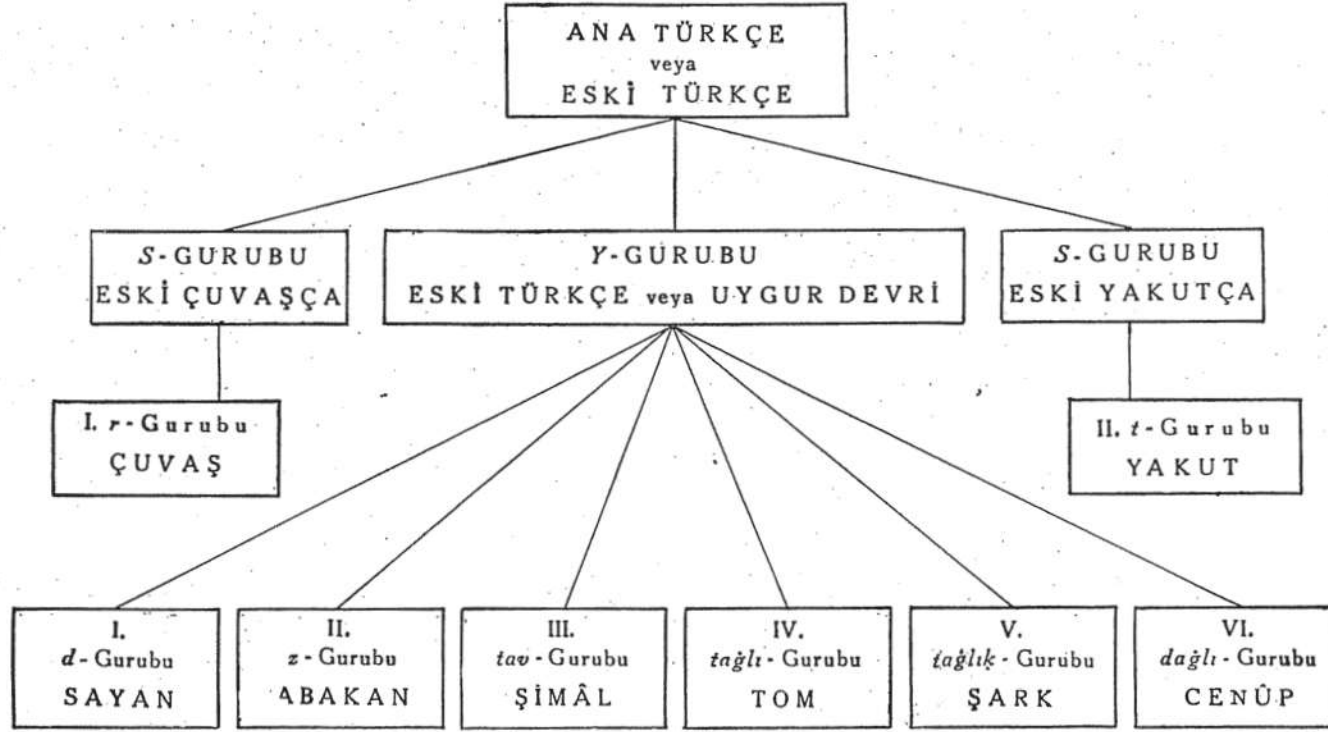 ANA TÜRKÇE
veya
ESKİ TÜRKÇE
S-GURUBU
ESKİ ÇUVAŞÇA
Y-GURUBU
ESKİ TÜRKÇE veya UYGUR DEVRİ
S-GURUBU
ESKİ YAKUTÇA
I. r-Gurubu
ÇUVAŞ
II. t-Gurubu
YAKUT
I.
d-Gurubu
SAYAN
II.
z-Gurubu
ABAKAN
III.
tav-Gurubu
ŞİMÂL
IV.
tağlı-Gurubu
TOM
V.
tağlıḳ-Gurubu
ŞARK
VI.
dağlı-Gurubu
CENÛP